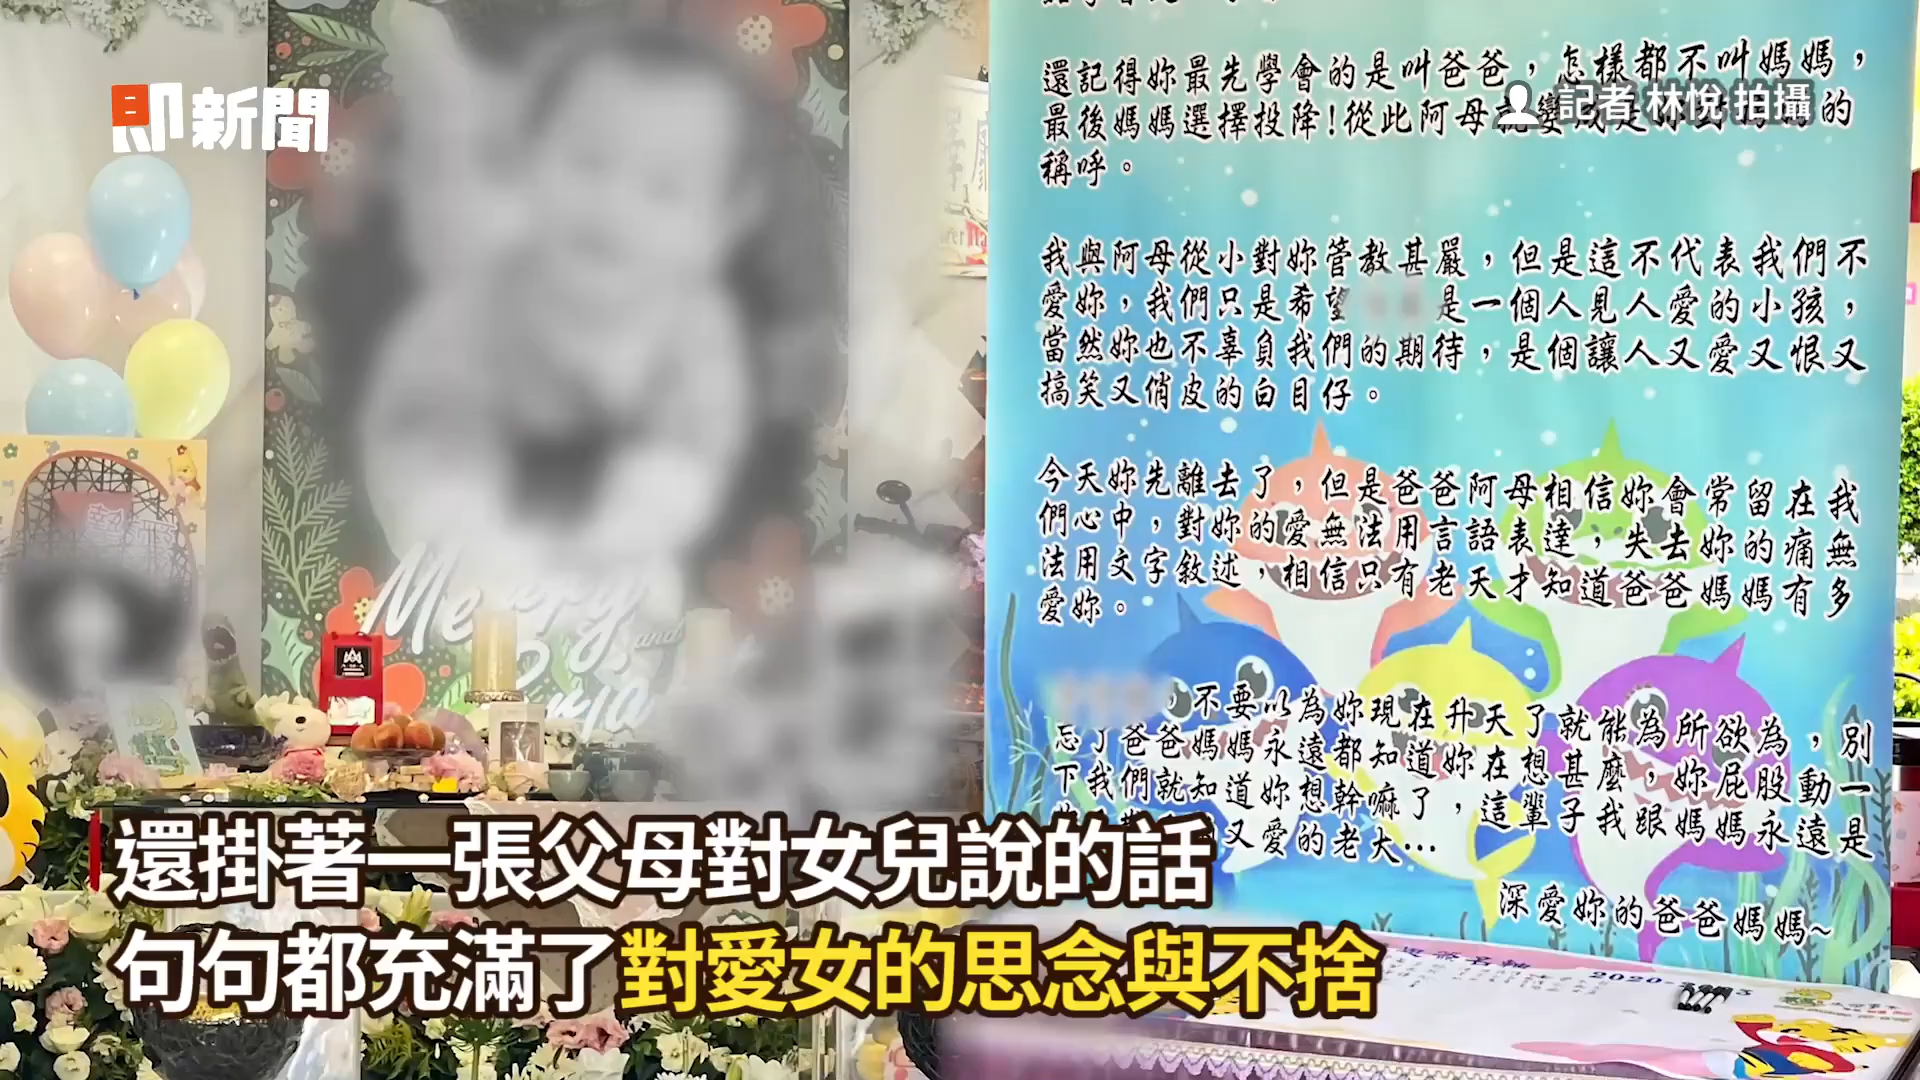 即新聞
記者 林悅 拍攝
還記得妳最先學會的是叫爸爸，怎樣都不叫媽媽，
最後媽媽選擇投降!從此阿母就變成是
的
稱呼。
我與阿母從小對妳管教甚嚴，但是這不代表我們不
愛妳，我們只是希望
是一個人見人愛的小孩，
當然妳也不辜負我們的期待，是個讓人又愛又恨又
搞笑又俏皮的白目仔。
今天妳先離去了，但是爸爸阿母相信妳會常留在我
們心中，對妳的愛無法用言語表達，失去妳的痛無
法用文字敘述，相信只有老天才知道爸爸媽媽有多
愛妳。
，不要以為妳現在升天了就能為所欲為，別
忘了爸爸媽媽永遠都知道妳在想甚麼，妳屁股動一
下我們就知道妳想幹嘛了，這輩子我跟媽媽永遠是
又愛的老大...
深愛妳的爸爸媽媽~
Merry
and
還掛著一張父母對女兒說的話
句句都充滿了對愛女的思念與不捨